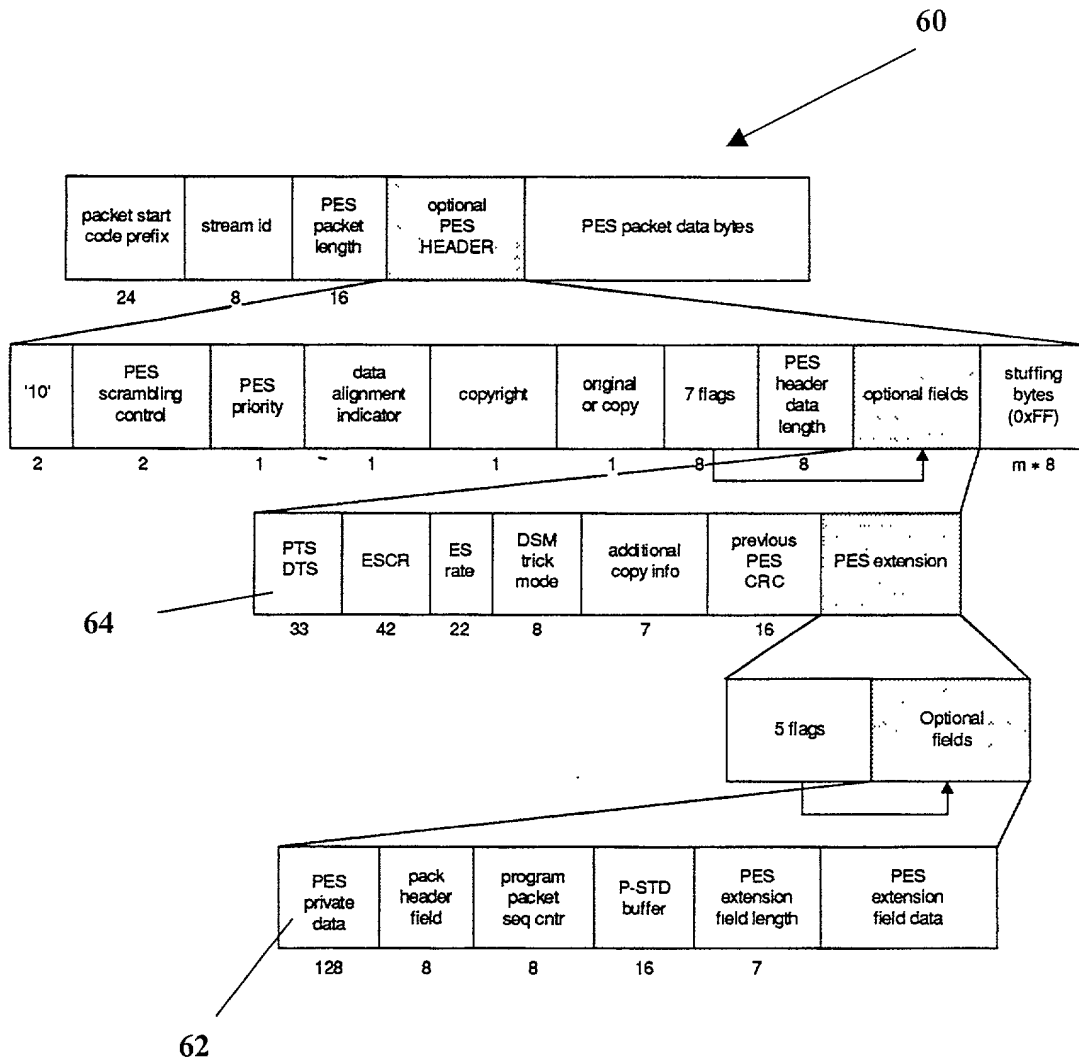 60
packet start
code prefix
stream id
PES
packet
length
optional
PES
HEADER
PES packet data bytes
24
8
16
'10'
PES
scrambling
control
PES
priority
data
alignment
indicator
copyright
original
or copy
7 flags
PES
header
data
length
optional fields
stuffing
bytes
(0xFF)
2
2
1
1
1
1
8
8
m * 8
PTS
DTS
ESCR
ES
rate
DSM
trick
mode
additional
copy info
previous
PES
CRC
PES extension
64
33
42
22
8
7
16
5 flags
Optional
fields
PES
private
data
pack
header
field
program
packet
seq cntr
P-STD
buffer
PES
extension
field length
PES
extension
field data
128
8
8
16
7
62